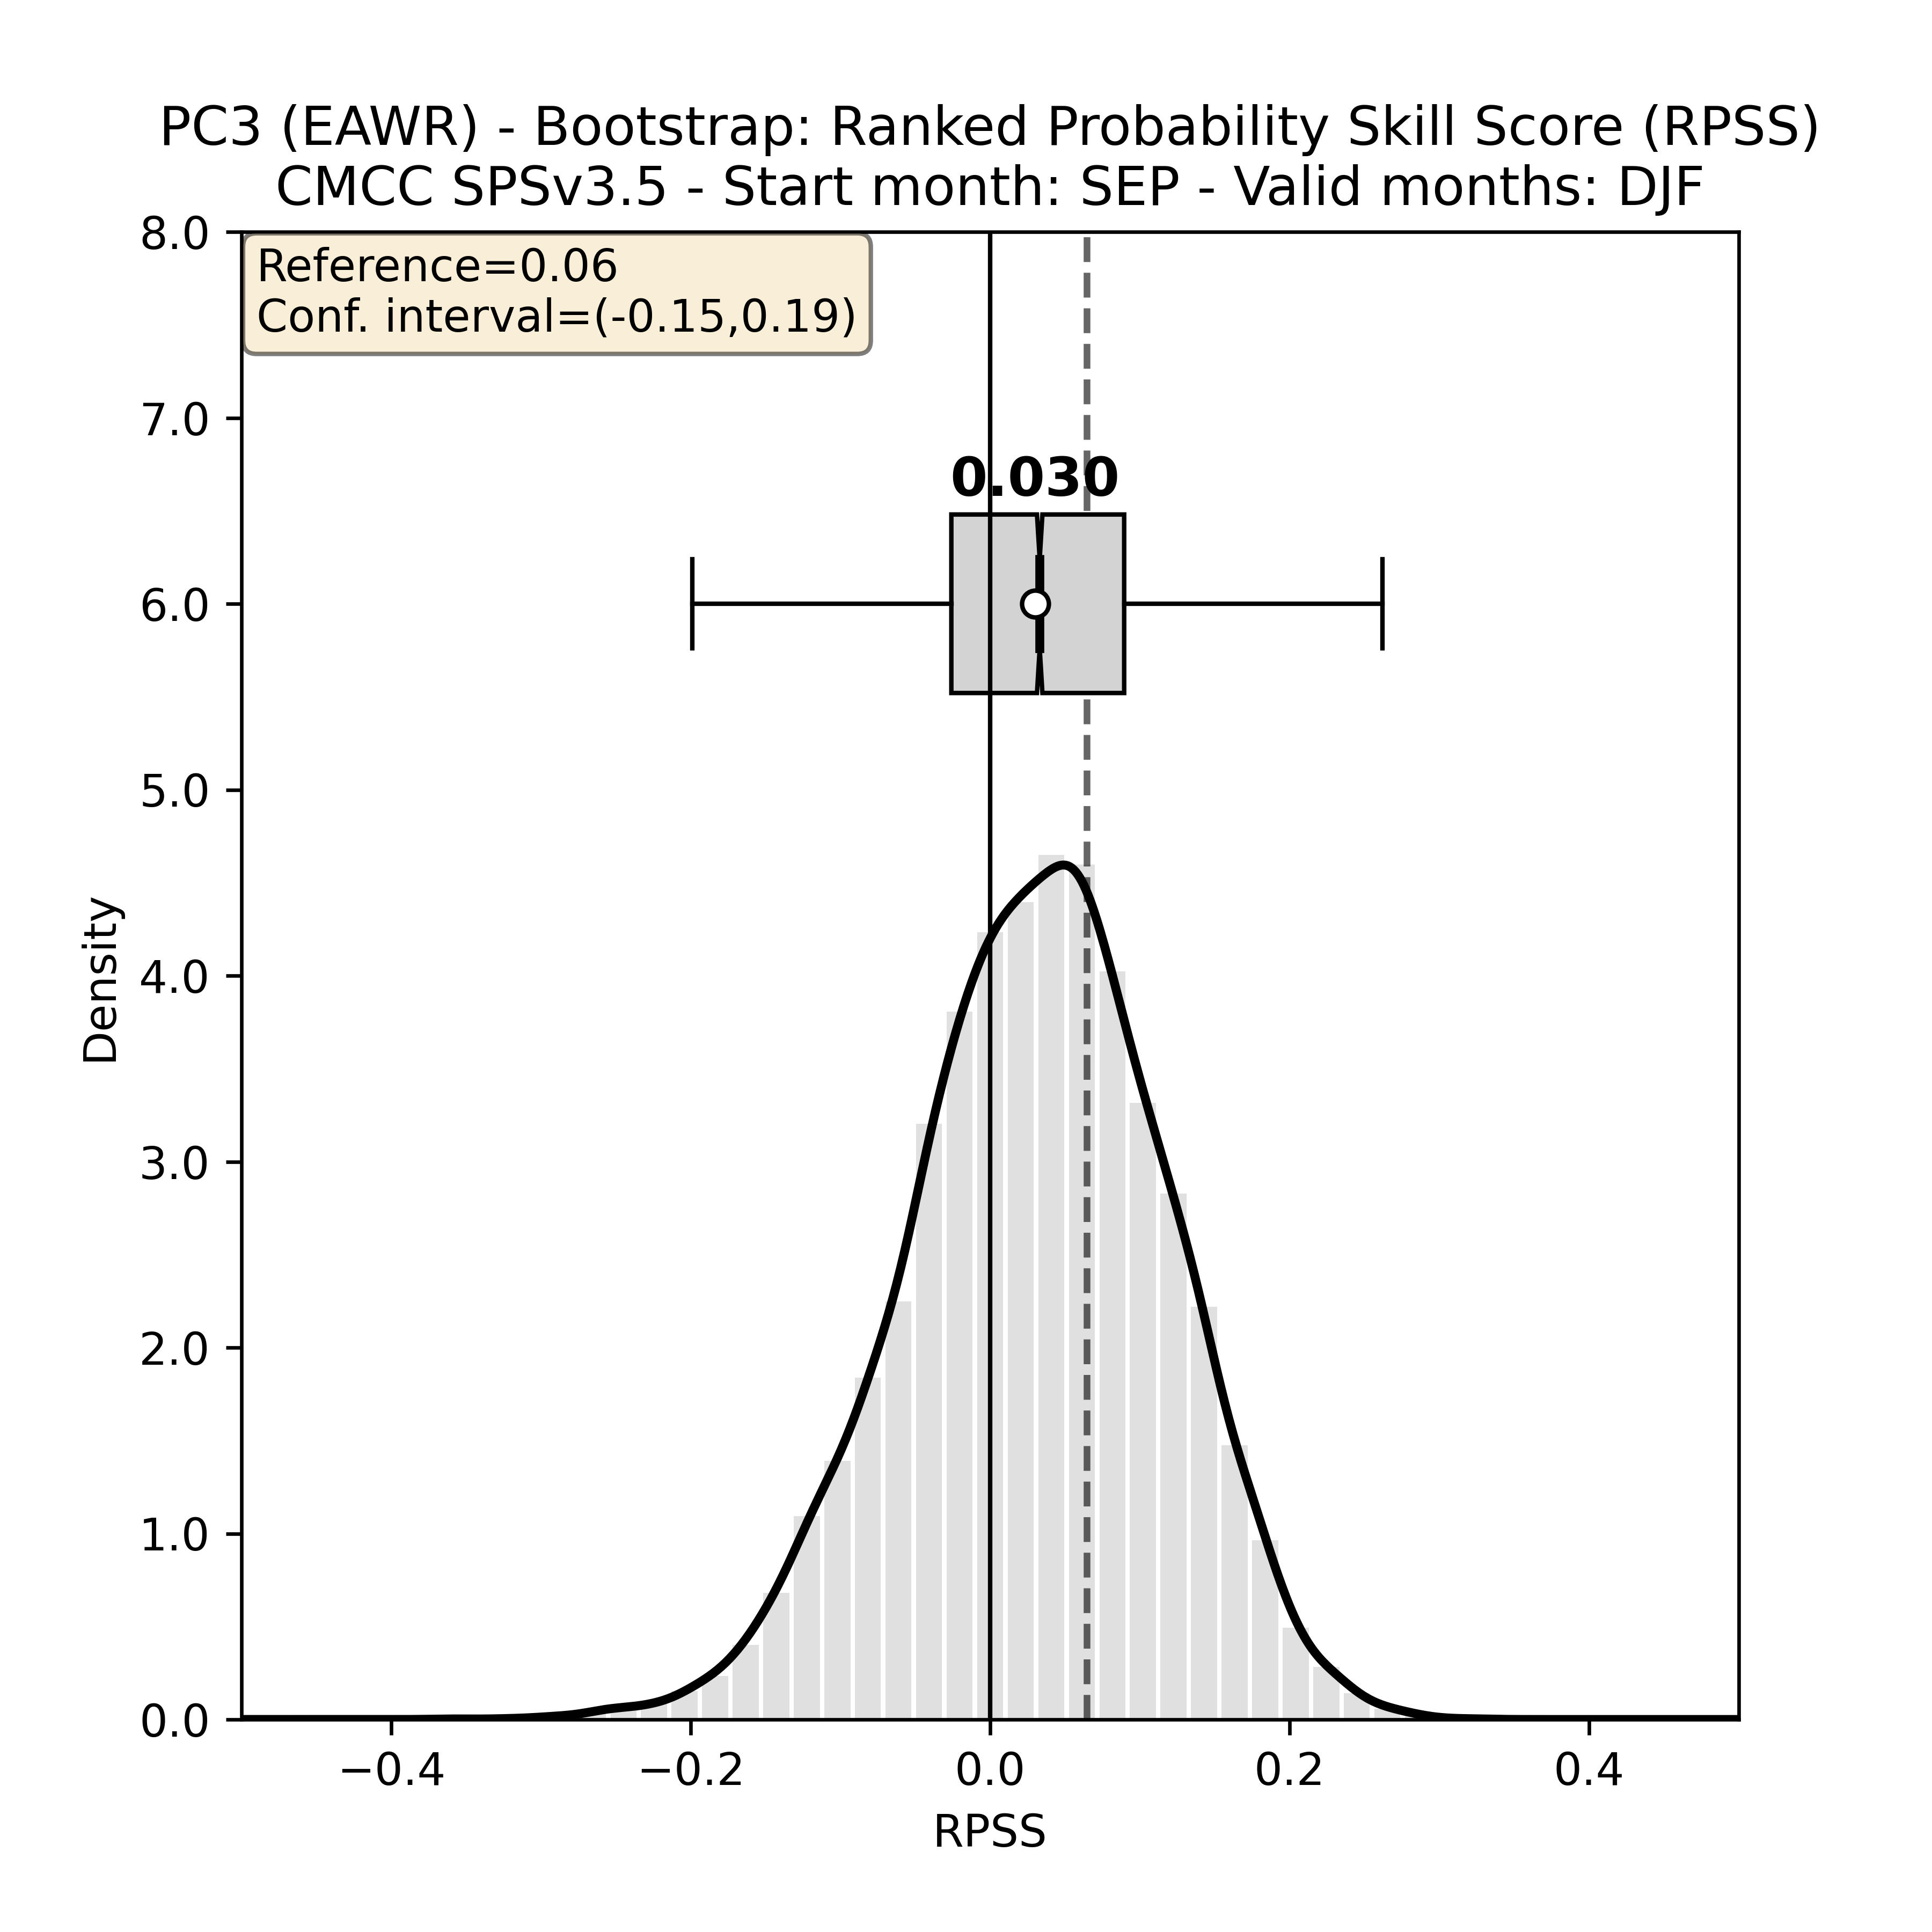 PC3 (EAWR) - Bootstrap: Ranked Probability Skill Score (RPSS)
CMCC SPSv3.5 - Start month: SEP - Valid months: DJF
8.0
Reference=0.06
Conf. interval=(-0.15,0.19)
7.0
0.030
6.0
5.0
Density
4.0
3.0
2.0
1.0
0.0
−0.4 −0.2 0.0 0.2 0.4
RPSS